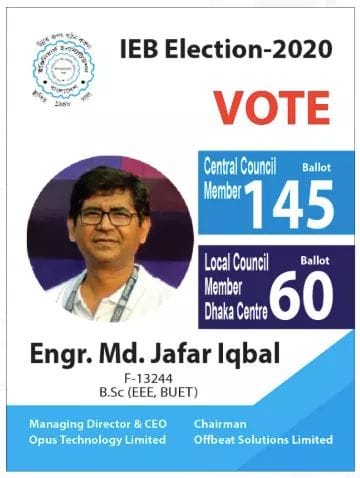 IEB Election-2020
VOTE
Central Council Ballot
Member 145
Local Council Ballot
Member
Dhaka Centre 60
Engr. Md. Jafar Iqbal
F-13244
B.Sc (EEE, BUET)
Managing Director & CEO
Opus Technology Limited
Chairman
Offbeat Solutions Limited